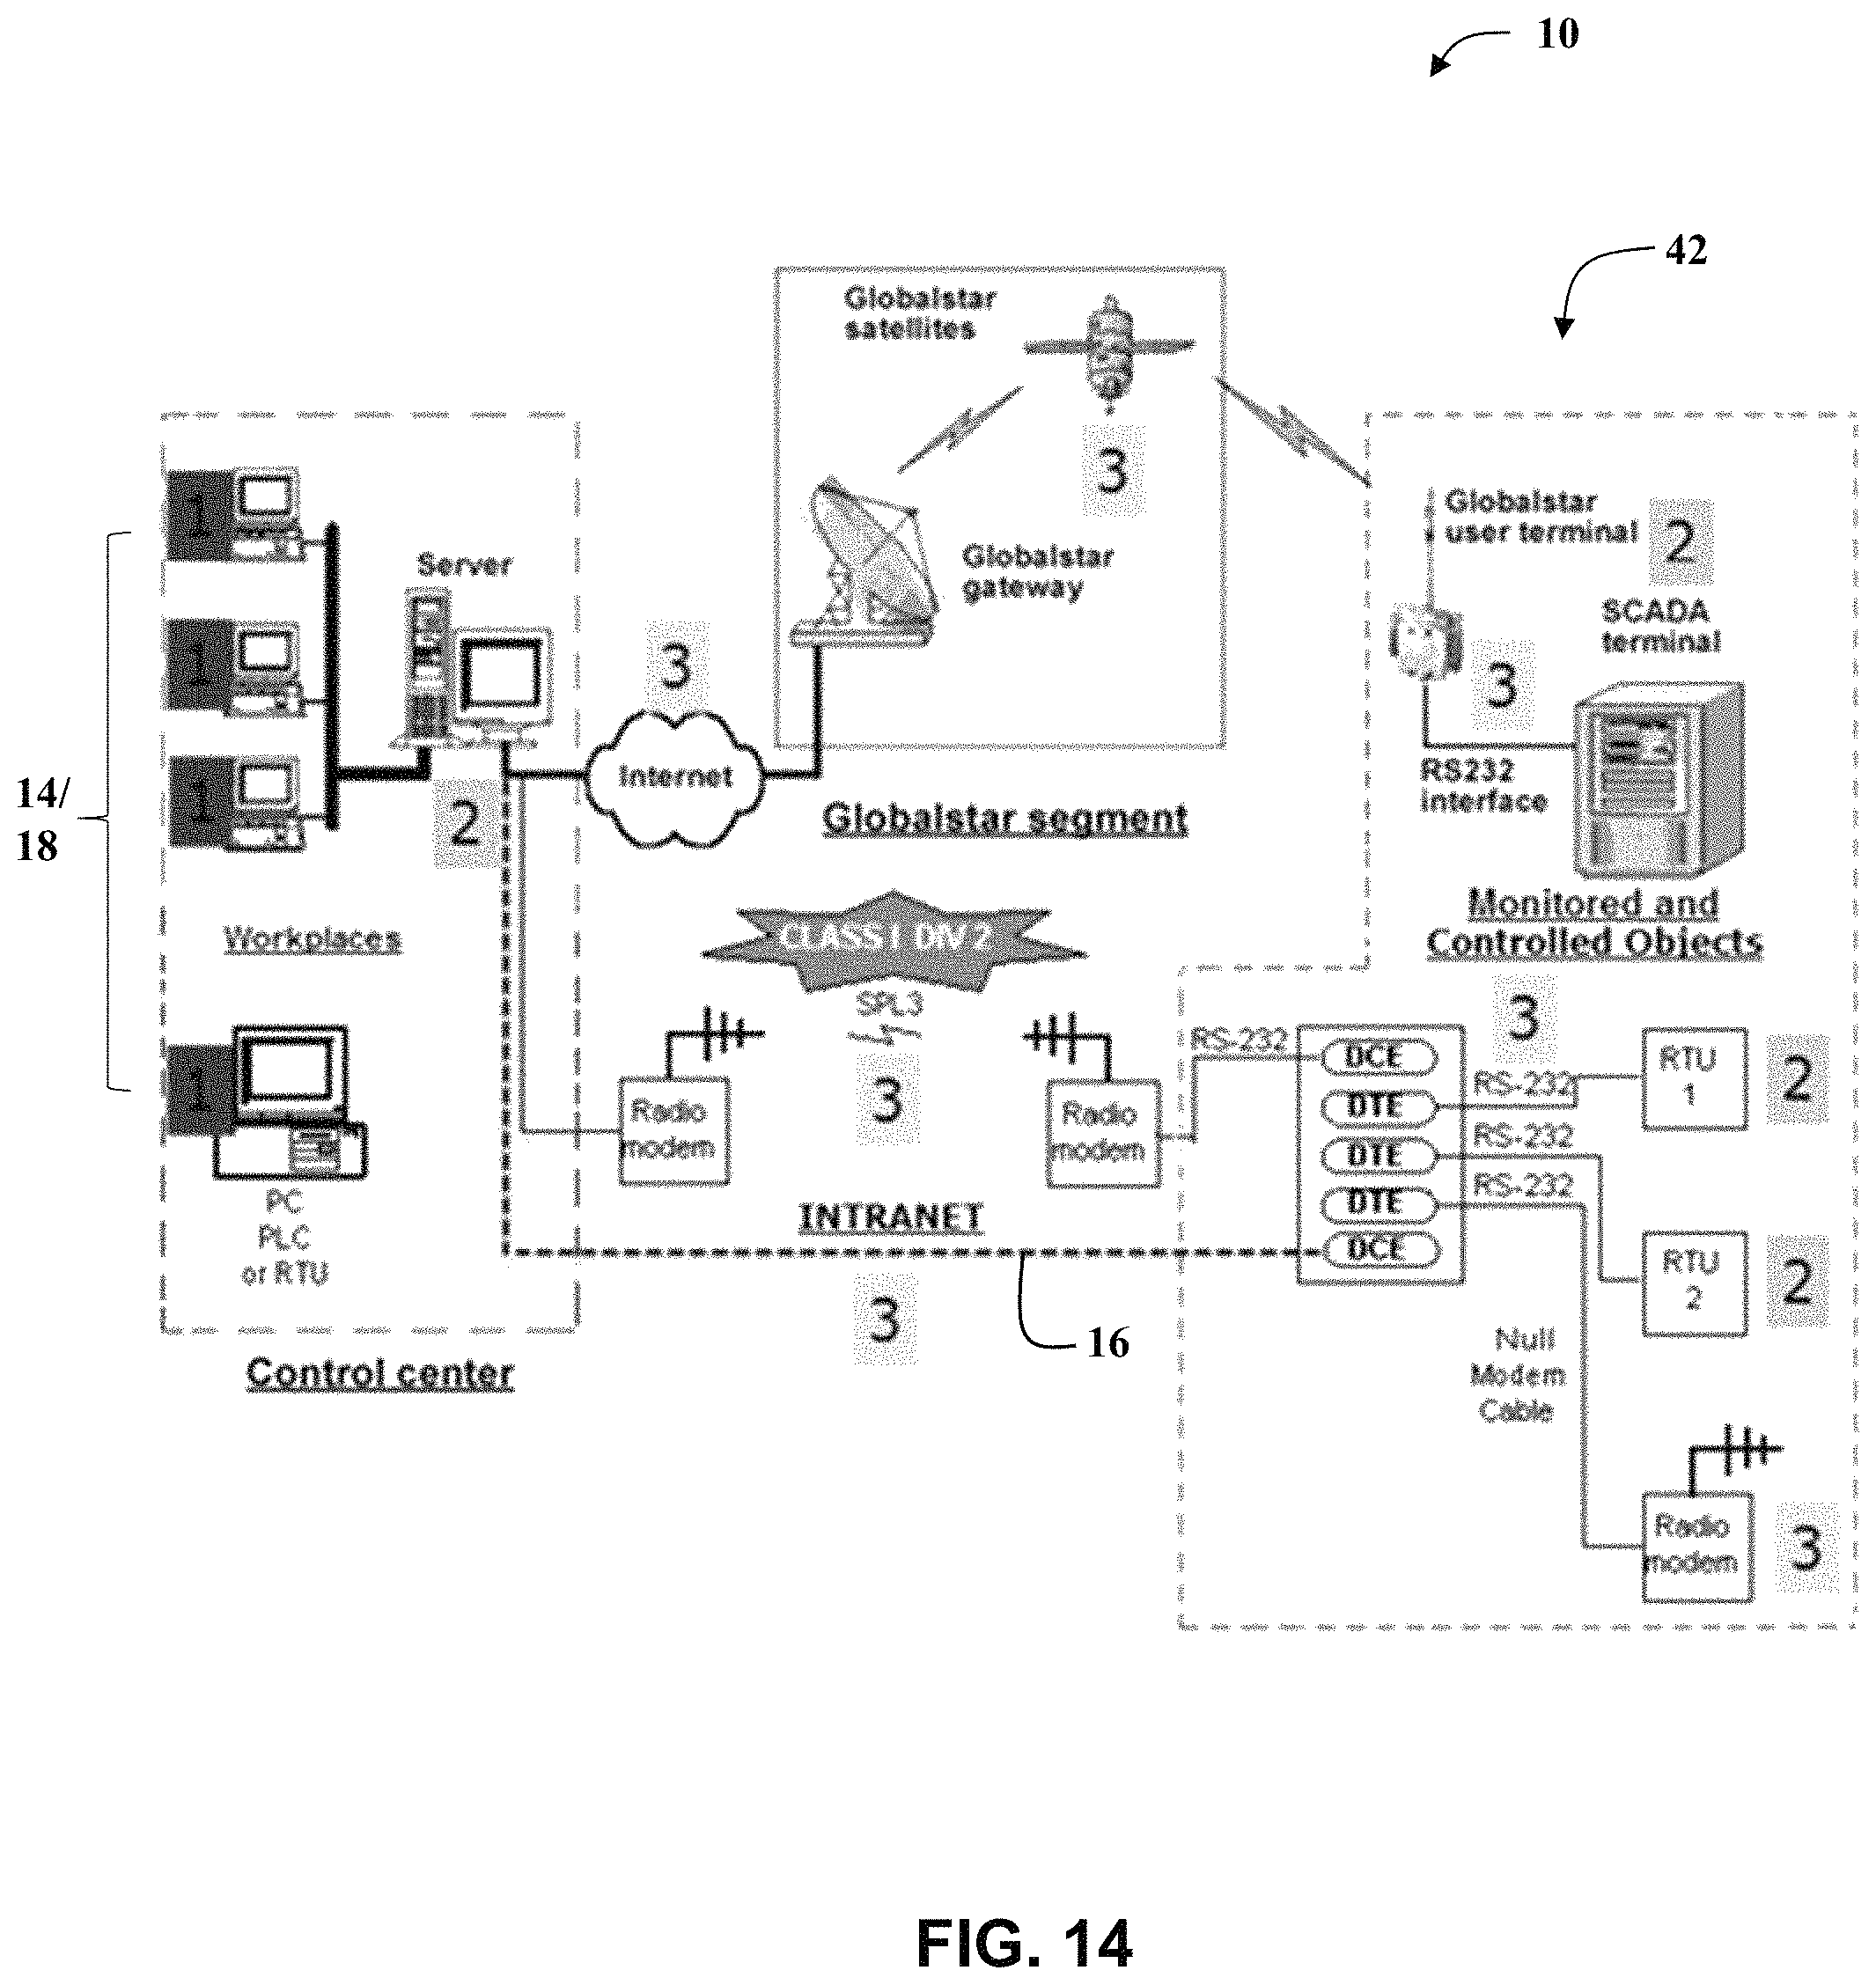 10
42
Globalstar
satellites
3
Globalstar
gateway
1
1
1
Server
2
3
Internet
Globalstar segment
14/
18
Workplaces
1
PC
PLC
or RTU
Control center
CLASS I DIV 2
SPL3
3
Radio
modem
Radio
modem
INTRANET
3
16
Globalstar
user terminal
2
SCADA
terminal
3
RS232
interface
Monitored and
Controlled Objects
3
RS-232
DCE
DTE
DTE
DTE
DCE
RS-232
RS-232
RS-232
RTU
1
2
RTU
2
2
Null
Modem
Cable
Radio
modem
3
FIG. 14